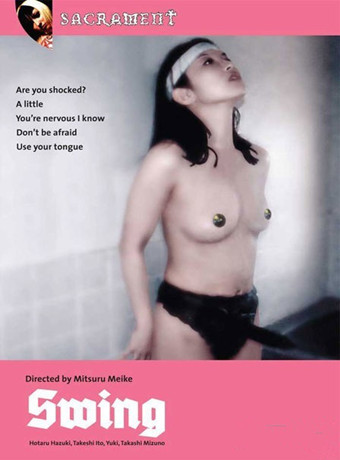 SACRAMENT
Are you shocked?
A little
You're nervous I know
Don't be afraid
Use your tongue
Directed by Mitsuru Meike
Swing
Hotaru Hazuki, Takeshi Ito, Yuki, Takashi Mizuno